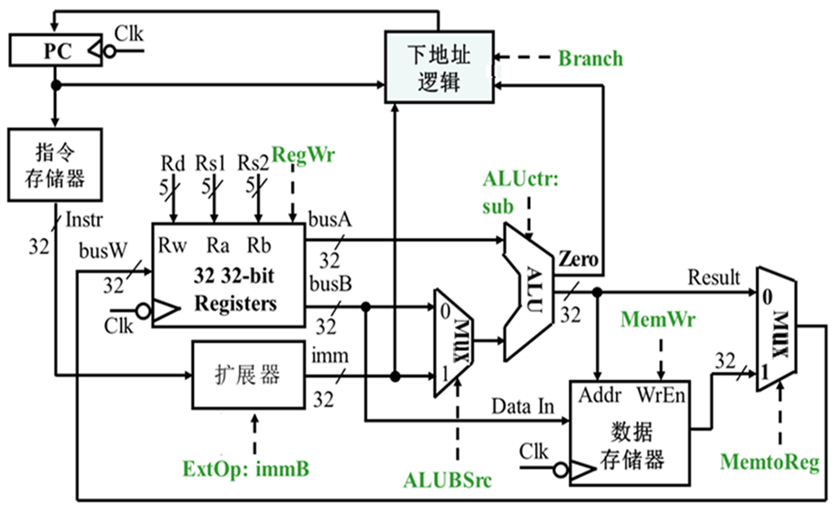 PC
Clk
下地址
逻辑
Branch
指令
存储器
Rd Rs1 Rs2 RegWr
5 5 5
ALUctr:
sub
Instr
32
busW
32
Rw Ra Rb
32 32-bit
Registers
Clk
busA
32
busB
32
Zero
ALU
32
Result
0
Mux
1
0
Mux
1
MemWr
扩展器
imm
32
32
Addr WrEn
数据
存储器
Data In
Clk
ExtOp: immB
ALUBSrc
MemtoReg